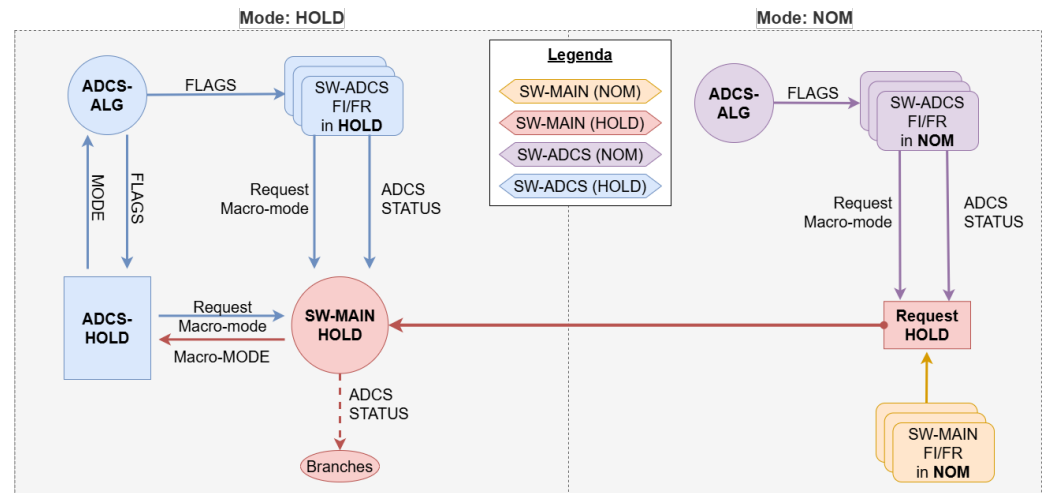 Mode: HOLD
Mode: NOM
ADCS-
ALG
FLAGS
SW-ADCS
FI/FR
in HOLD
MODE
FLAGS
Request
Macro-mode
ADCS
STATUS
ADCS-
HOLD
Request
Macro-mode
Macro-MODE
SW-MAIN
HOLD
ADCS
STATUS
Branches
Legenda
SW-MAIN (NOM)
SW-MAIN (HOLD)
SW-ADCS (NOM)
SW-ADCS (HOLD)
ADCS-
ALG
FLAGS
SW-ADCS
FI/FR
in NOM
Request
Macro-mode
ADCS
STATUS
Request
HOLD
SW-MAIN
FI/FR
in NOM